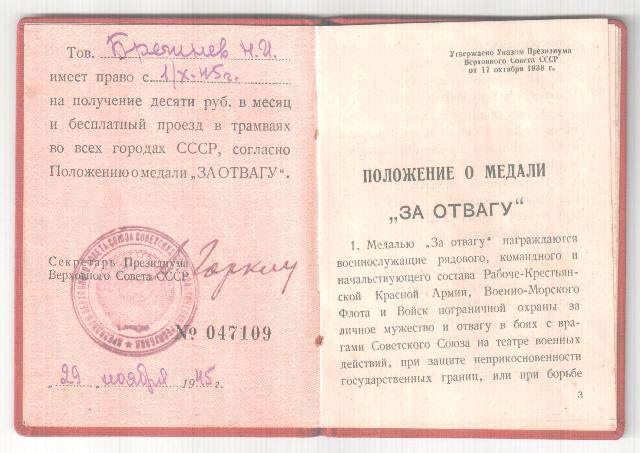 Тов. Брешнев Н.И.
имеет право с 1/X-45г.
на получение десяти руб. в месяц
и бесплатный проезд в трамваях
во всех городах СССР, согласно
Положению о медали „ЗА ОТВАГУ".
Секретарь Президиума
Верховного Совета СССР
№ 047109
„29" ноября 1945г.
Утверждено Указом Президиума
Верховного Совета СССР
от 17 октября 1938 г.
ПОЛОЖЕНИЕ О МЕДАЛИ
„ЗА ОТВАГУ"
1. Медалью „За отвагу" награждаются
военнослужащие рядового, командного и
начальствующего состава Рабоче-Крестьян-
ской Красной Армии, Военно-Морского
Флота и Войск пограничной охраны за
личное мужество и отвагу в боях с вра-
гами Советского Союза на театре военных
действий, при защите неприкосновенности
государственных границ, или при борьбе
3